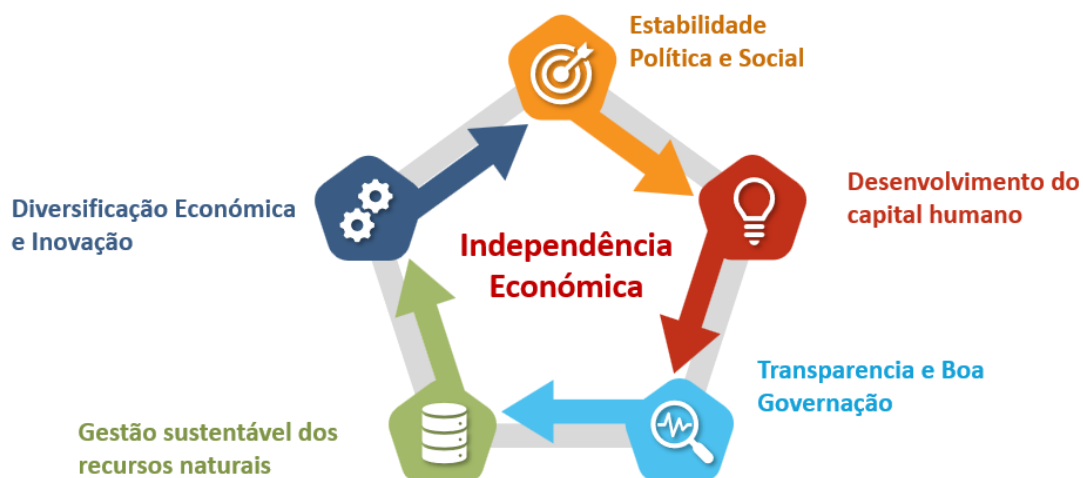 Estabilidade
Política e Social
Desenvolvimento do
capital humano
Diversificação Económica
e Inovação
Independência
Económica
Transparencia e Boa
Governação
Gestão sustentável dos
recursos naturais